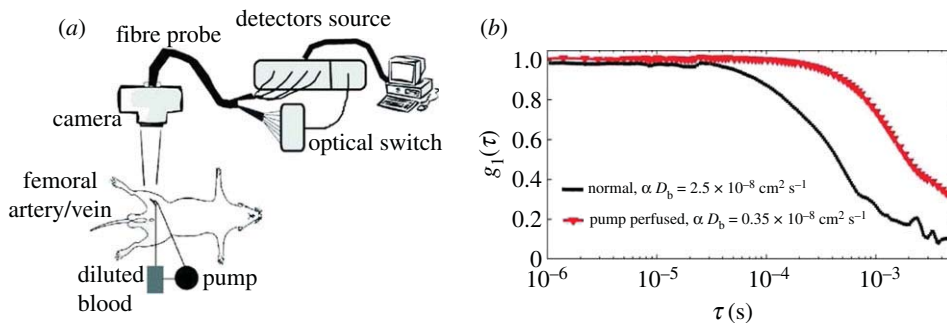 (a)
detectors source
fibre probe
camera
optical switch
femoral
artery/vein
diluted
blood
pump
(b)
1.0
0.8
0.6
0.4
0.2
0
g₁(τ)
normal, α D_b = 2.5 × 10⁻⁸ cm² s⁻¹
pump perfused, α D_b = 0.35 × 10⁻⁸ cm² s⁻¹
10⁻⁶ 10⁻⁵ 10⁻⁴ 10⁻³
τ (s)